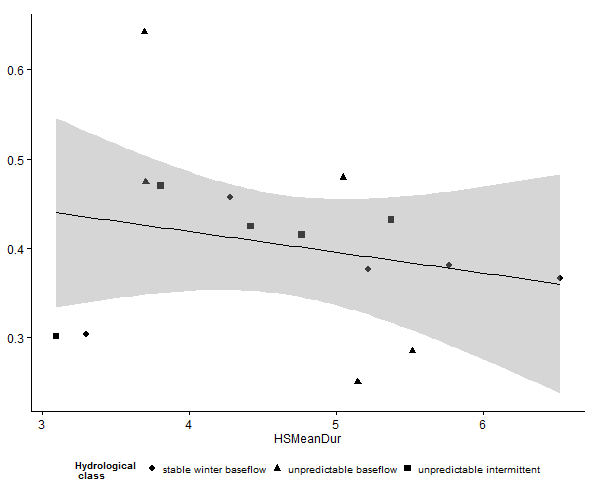 0.6
0.5
0.4
0.3
3 4 5 6
HSMeanDur
Hydrological
class
stable winter baseflow unpredictable baseflow unpredictable intermittent